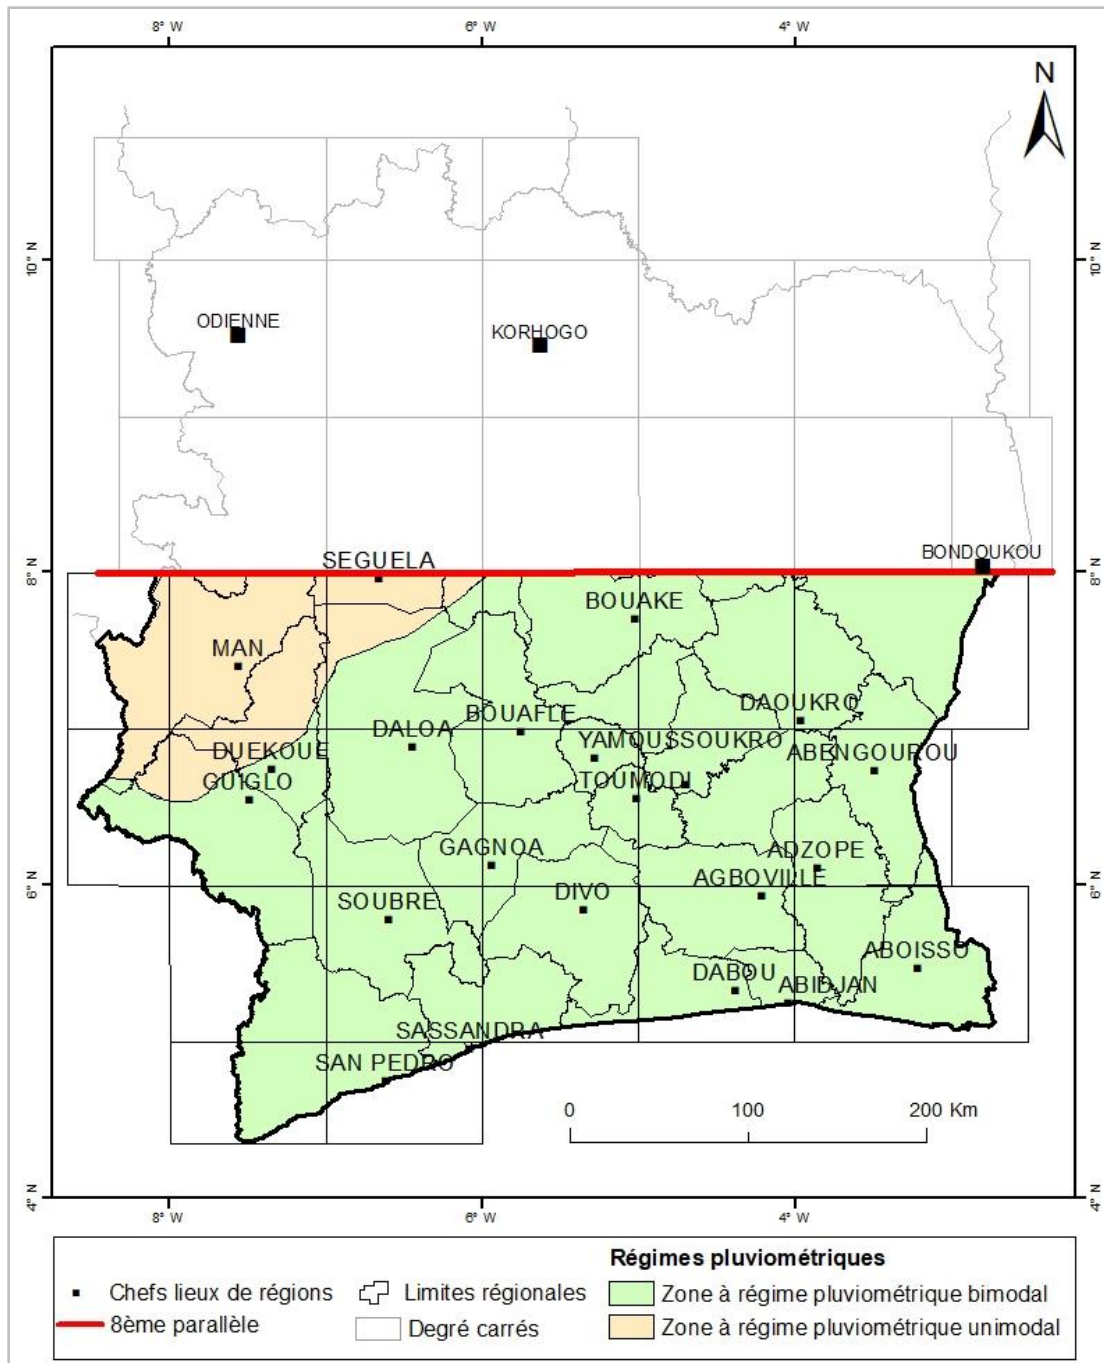 8° W 6° W 4° W
N
10° N 10° N
ODIENNE
KORHOGO
BONDOUKOU
8° N 8° N
SEGUELA
BOUAKE
MAN
DAOUKRO
BOUAFLE
DALOA
YAMOUSSOUKRO
DUEKOUE
ABENGOUROU
GUIGLO
TOUMODI
GAGNOA
ADZOPE
6° N 6° N
AGBOVILLE
SOUBRE
DIVO
ABOISSO
DABOU
ABIDJAN
SASSANDRA
SAN PEDRO
0 100 200 Km
4° N 4° N
8° W 6° W 4° W
Régimes pluviométriques
Chefs lieux de régions Limites régionales Zone à régime pluviométrique bimodal
8ème parallèle Degré carrés Zone à régime pluviométrique unimodal